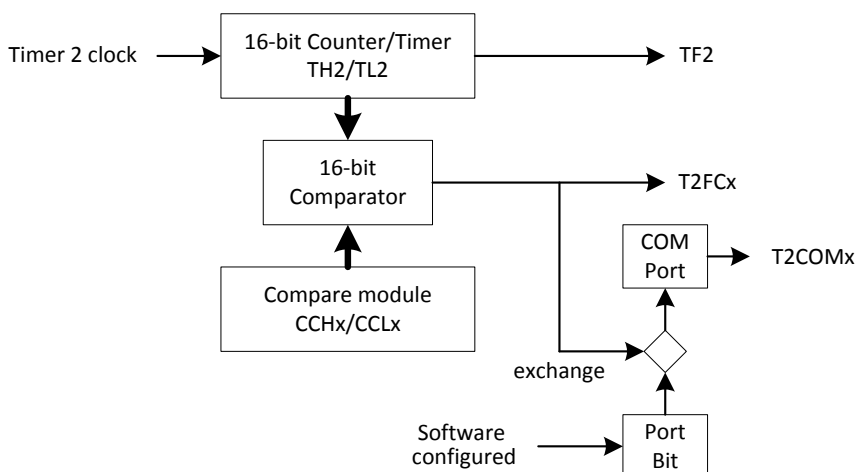 Timer 2 clock
16-bit Counter/Timer
TH2/TL2
TF2
16-bit
Comparator
T2FCx
COM
Port
T2COMx
Compare module
CCHx/CCLx
exchange
Software
configured
Port
Bit